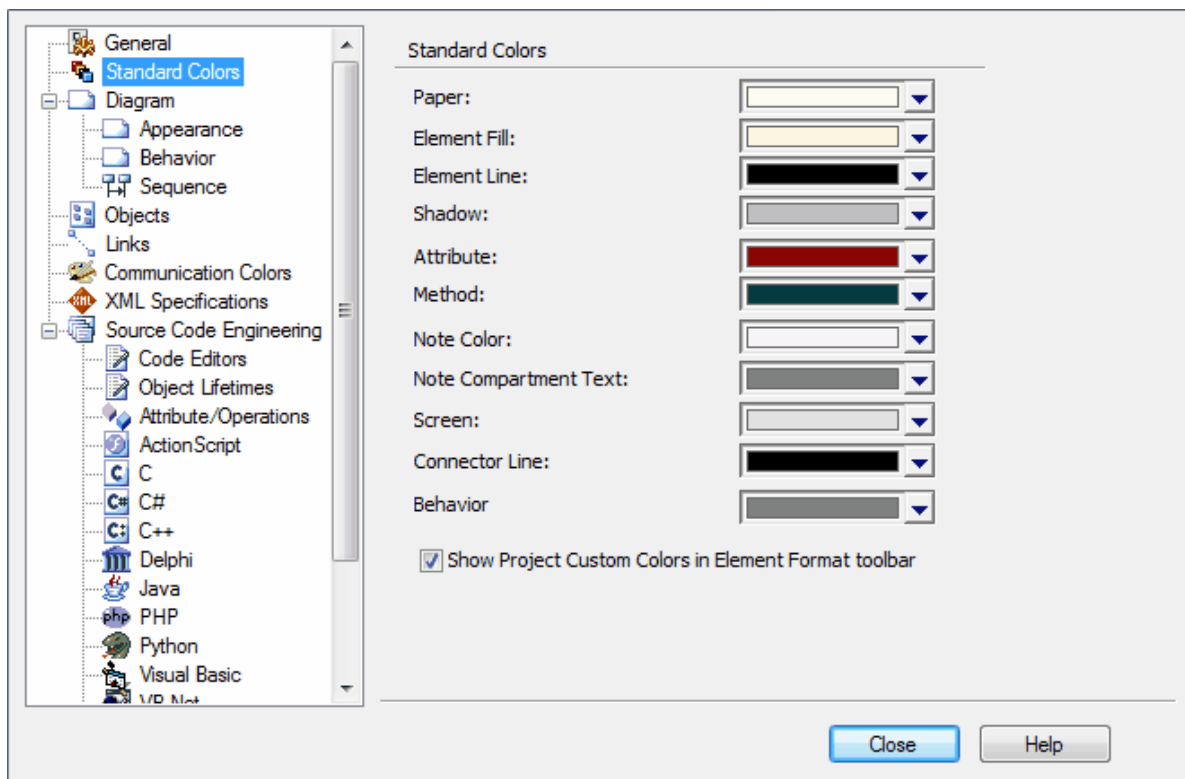 General
Standard Colors
Diagram
Appearance
Behavior
Sequence
Objects
Links
Communication Colors
XML Specifications
Source Code Engineering
Code Editors
Object Lifetimes
Attribute/Operations
ActionScript
C
C#
C++
Delphi
Java
php PHP
Python
Visual Basic
VB.Net
Standard Colors
Paper:
Element Fill:
Element Line:
Shadow:
Attribute:
Method:
Note Color:
Note Compartment Text:
Screen:
Connector Line:
Behavior
Show Project Custom Colors in Element Format toolbar
Close
Help